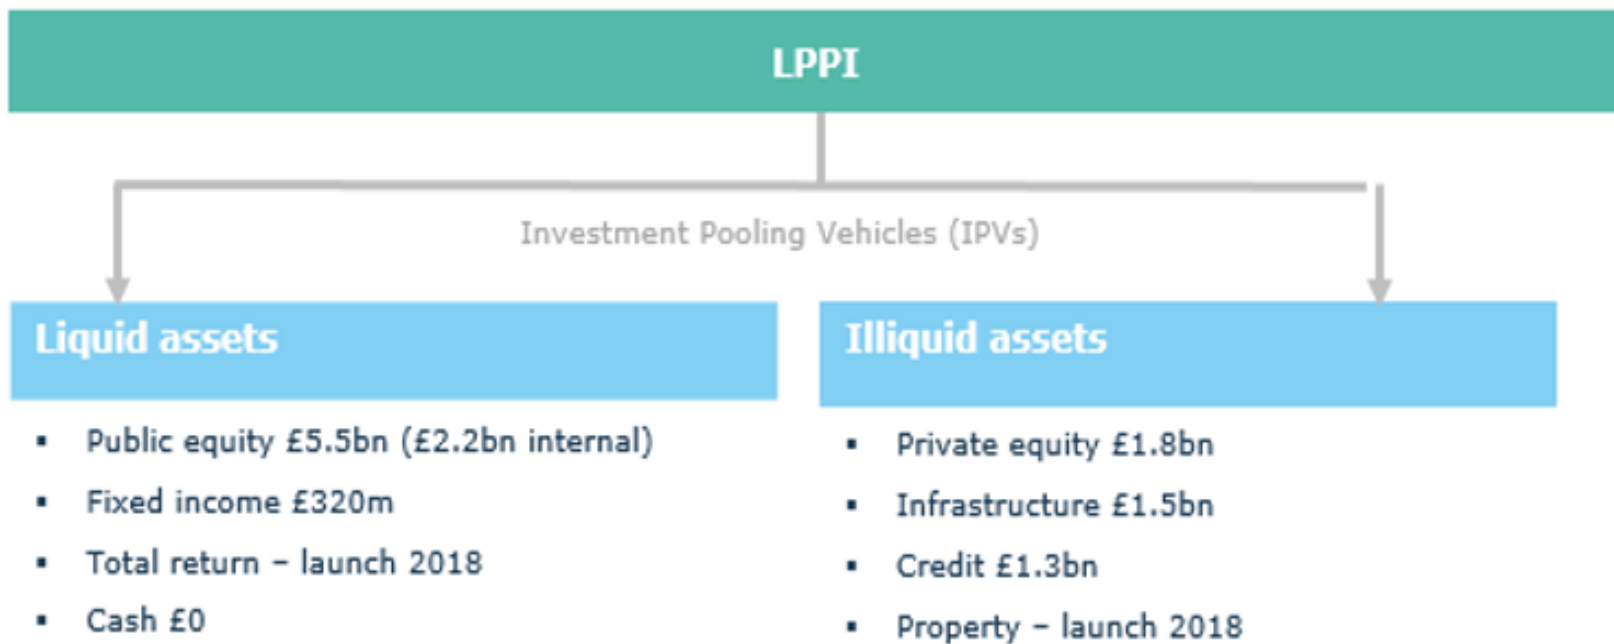 LPPI
Investment Pooling Vehicles (IPVs)
Liquid assets
▪ Public equity £5.5bn (£2.2bn internal)
▪ Fixed income £320m
▪ Total return – launch 2018
▪ Cash £0
Illiquid assets
▪ Private equity £1.8bn
▪ Infrastructure £1.5bn
▪ Credit £1.3bn
▪ Property – launch 2018